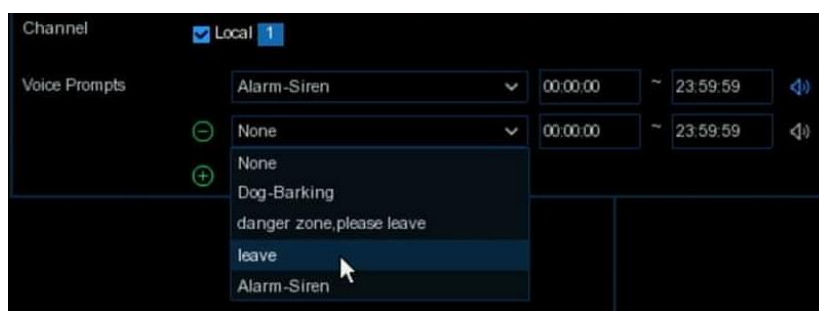 Channel Local 1
Voice Prompts Alarm-Siren 00:00:00 ~ 23:59:59
None 00:00:00 ~ 23:59:59
None
Dog-Barking
danger zone,please leave
leave
Alarm-Siren